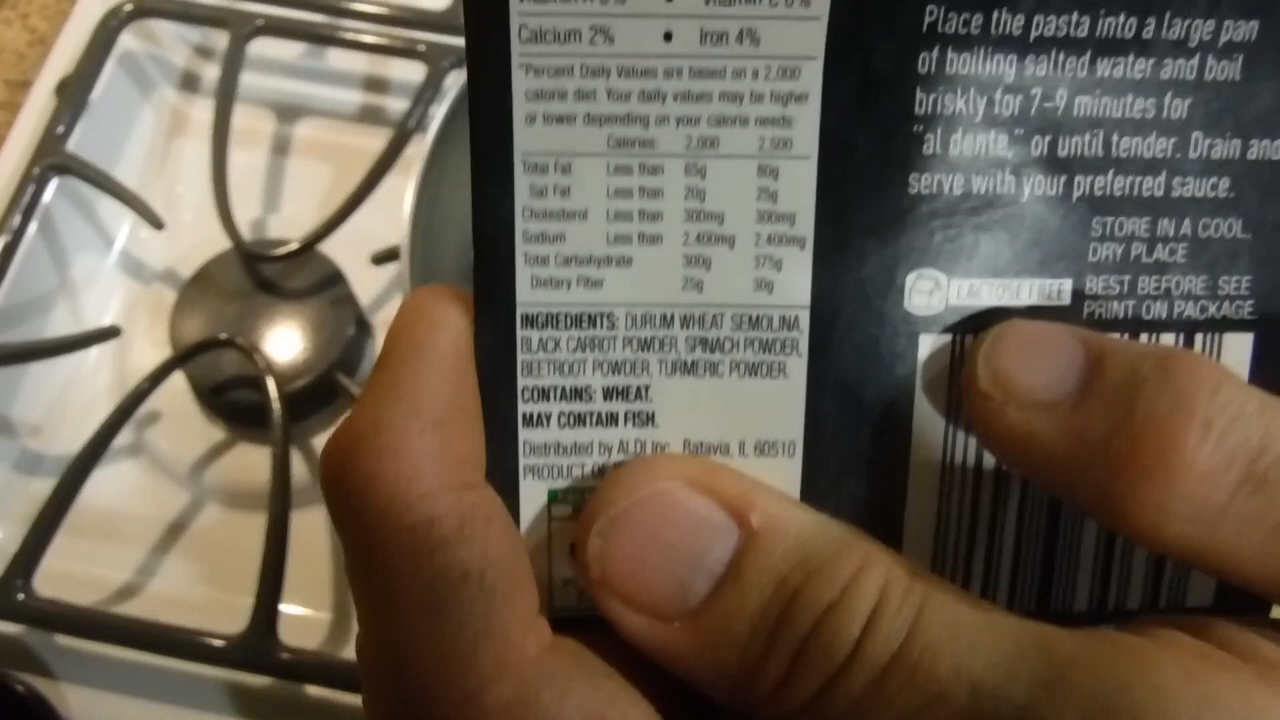 Calcium 2% • Iron 4%
*Percent Daily Values are based on a 2,000
calorie diet. Your daily values may be higher
or lower depending on your calorie needs:
Calories: 2,000 2,500
Total Fat Less than 65g 80g
Sat Fat Less than 20g 25g
Cholesterol Less than 300mg 300mg
Sodium Less than 2,400mg 2,400mg
Total Carbohydrate 300g 375g
Dietary Fiber 25g 30g
INGREDIENTS: DURUM WHEAT SEMOLINA,
BLACK CARROT POWDER, SPINACH POWDER,
BEETROOT POWDER, TURMERIC POWDER.
CONTAINS: WHEAT.
MAY CONTAIN FISH.
Distributed by ALDI Inc., Batavia, IL 60510
PRODUCT OF
Place the pasta into a large pan
of boiling salted water and boil
briskly for 7–9 minutes for
"al dente," or until tender. Drain and
serve with your preferred sauce.
STORE IN A COOL,
DRY PLACE
LACTOSE FREE
BEST BEFORE: SEE
PRINT ON PACKAGE.